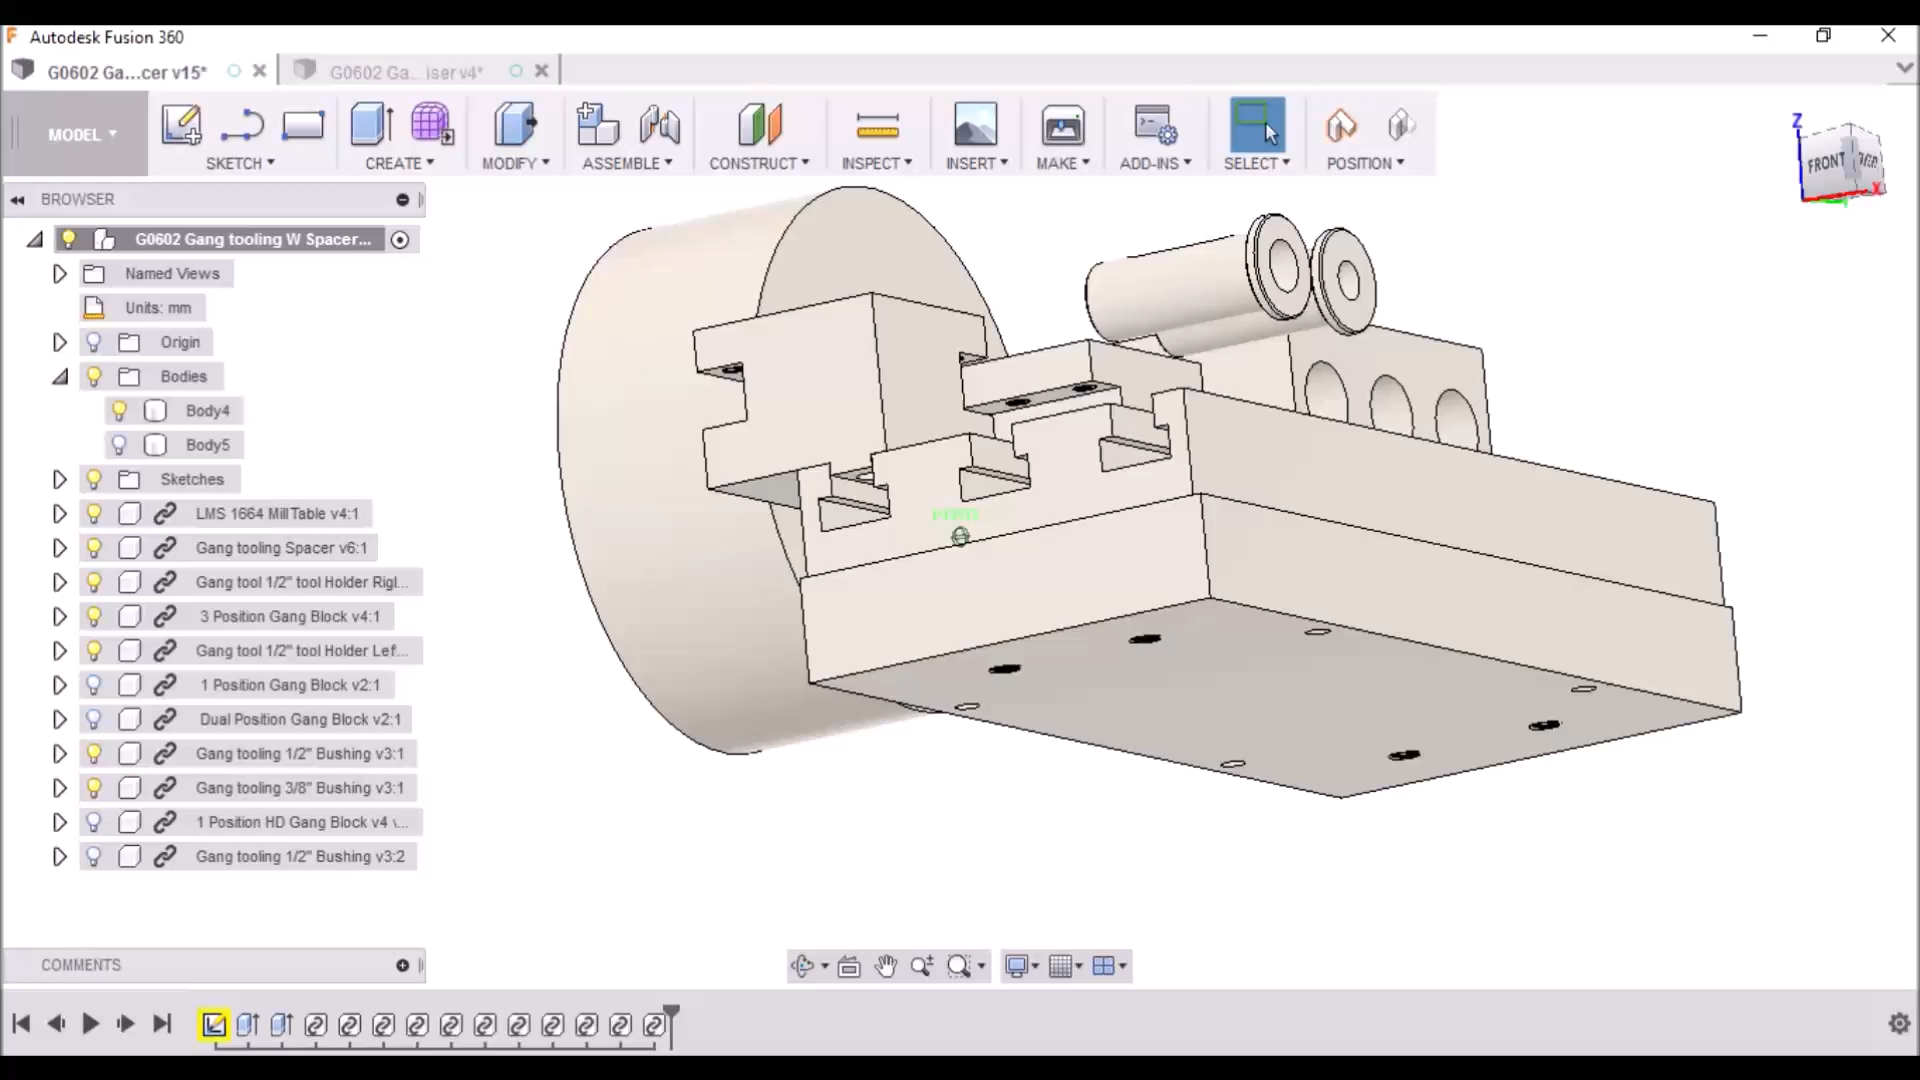 Autodesk Fusion 360
G0602 Ga...cer v15*
G0602 Ga...iser v4*
MODEL
SKETCH
CREATE
MODIFY
ASSEMBLE
CONSTRUCT
INSPECT
INSERT
MAKE
ADD-INS
SELECT
POSITION
Z
FRONT
X
BROWSER
G0602 Gang tooling W Spacer...
Named Views
Units: mm
Origin
Bodies
Body4
Body5
Sketches
LMS 1664 Mill Table v4:1
Gang tooling Spacer v6:1
Gang tool 1/2" tool Holder Rigl...
3 Position Gang Block v4:1
Gang tool 1/2" tool Holder Lef...
1 Position Gang Block v2:1
Dual Position Gang Block v2:1
Gang tooling 1/2" Bushing v3:1
Gang tooling 3/8" Bushing v3:1
1 Position HD Gang Block v4 v...
Gang tooling 1/2" Bushing v3:2
COMMENTS